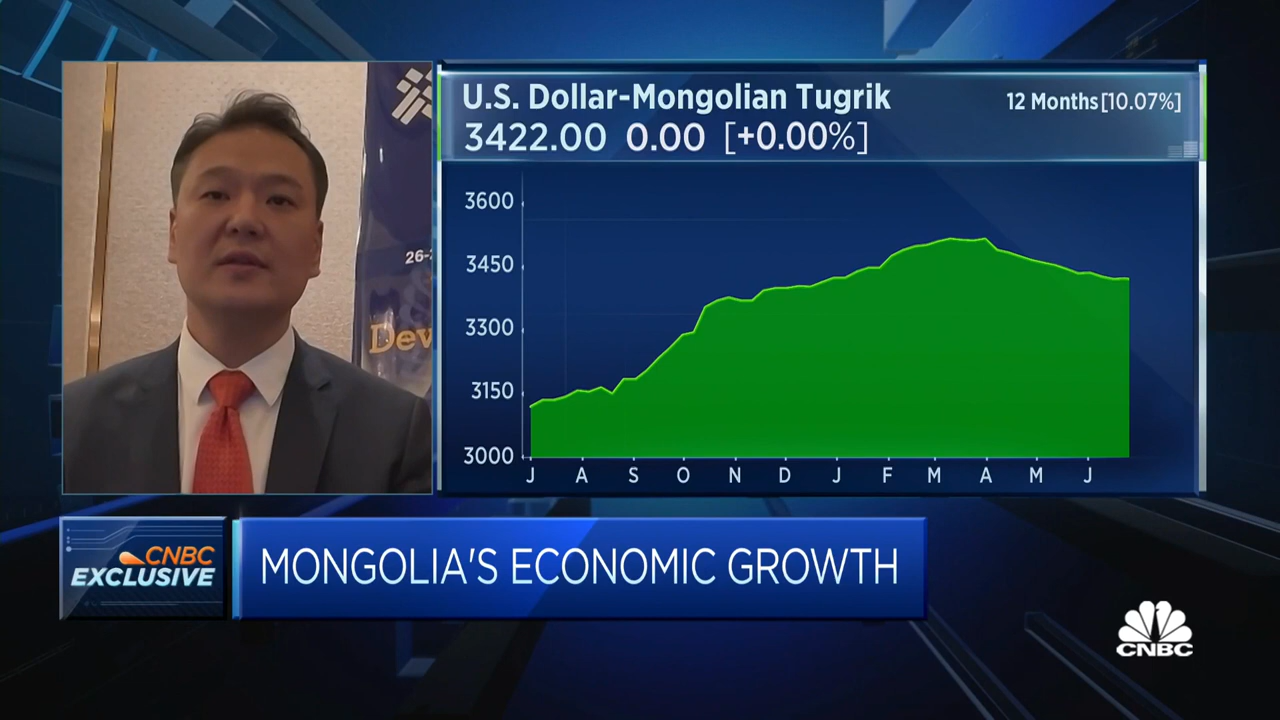 U.S. Dollar-Mongolian Tugrik
12 Months[10.07%]
3422.00 0.00 [+0.00%]
3600
3450
3300
3150
3000
J A S O N D J F M A M J
26-
Dev
CNBC
EXCLUSIVE
MONGOLIA'S ECONOMIC GROWTH
CNBC